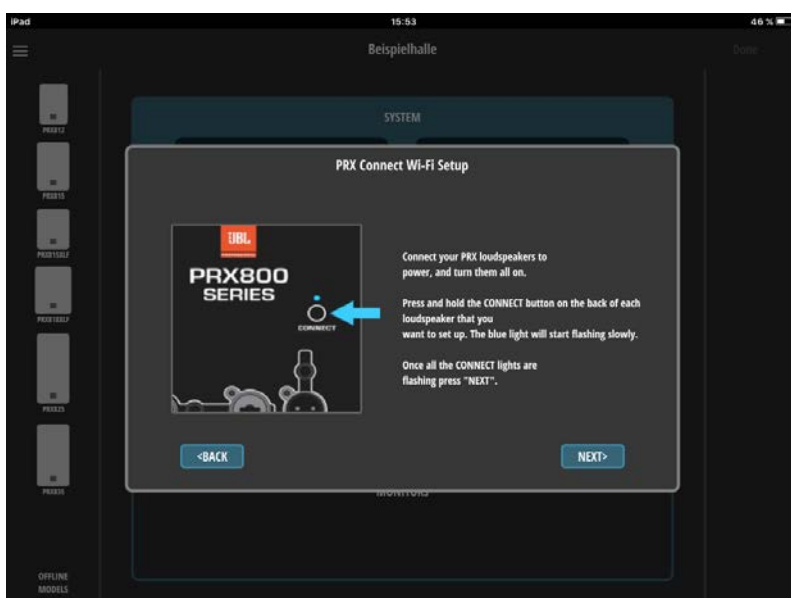 iPad 15:53 46 %
Beispielhalle Done
SYSTEM
PRX812
PRX815
PRX815XLF
PRX818XLF
PRX825
PRX835
OFFLINE
MODELS
PRX Connect Wi-Fi Setup
JBL
PROFESSIONAL
PRX800
SERIES
CONNECT
Connect your PRX loudspeakers to
power, and turn them all on.
Press and hold the CONNECT button on the back of each
loudspeaker that you
want to set up. The blue light will start flashing slowly.
Once all the CONNECT lights are
flashing press "NEXT".
<BACK
NEXT>
MONITORS